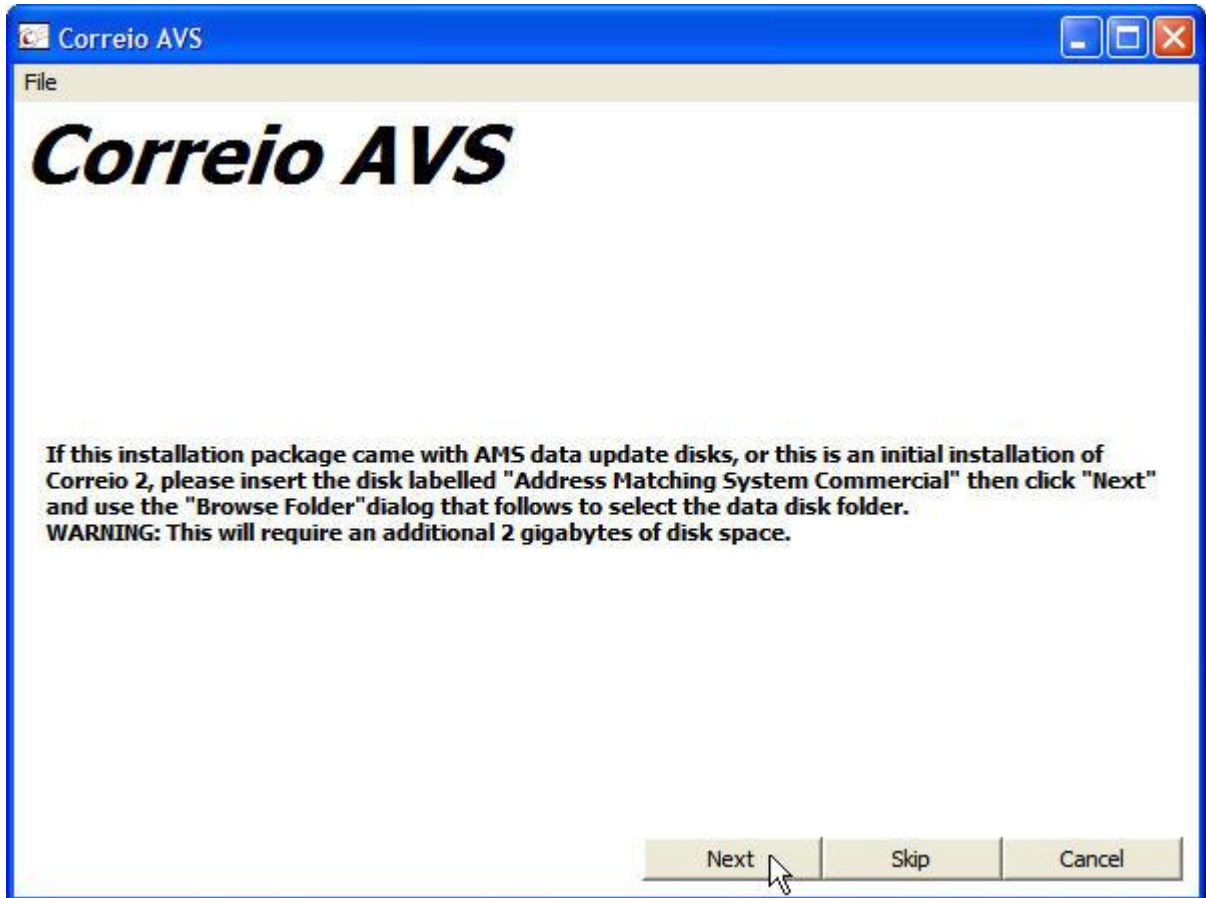 Correio AVS
File
Correio AVS
If this installation package came with AMS data update disks, or this is an initial installation of
Correio 2, please insert the disk labelled "Address Matching System Commercial" then click "Next"
and use the "Browse Folder"dialog that follows to select the data disk folder.
WARNING: This will require an additional 2 gigabytes of disk space.
Next Skip Cancel